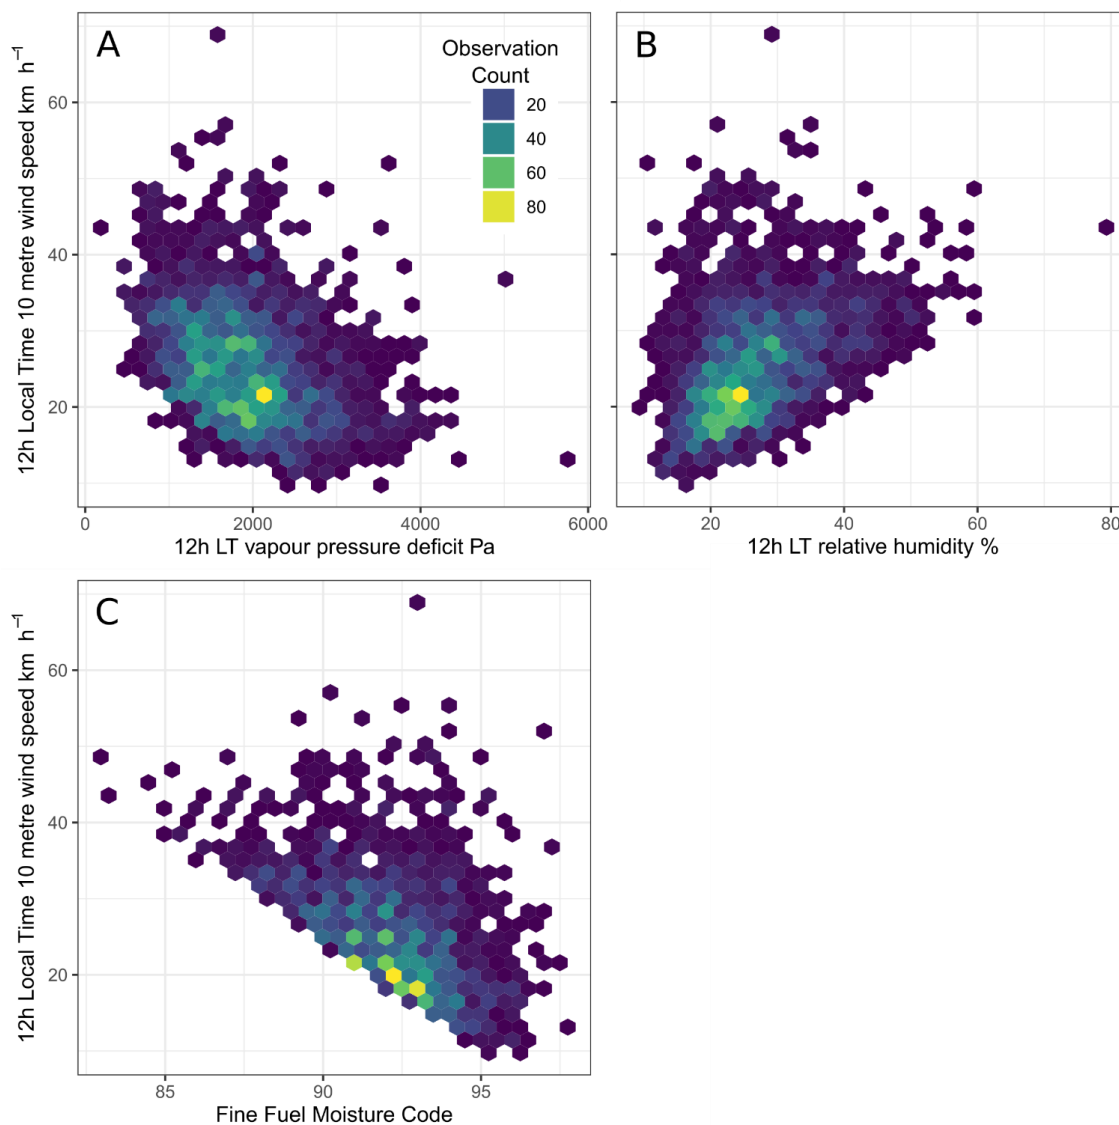 A
Observation
Count
20
40
60
80
60
40
20
12h Local Time 10 metre wind speed km h⁻¹
0
2000
4000
6000
12h LT vapour pressure deficit Pa
B
20
40
60
80
12h LT relative humidity %
C
60
40
20
12h Local Time 10 metre wind speed km h⁻¹
85
90
95
Fine Fuel Moisture Code